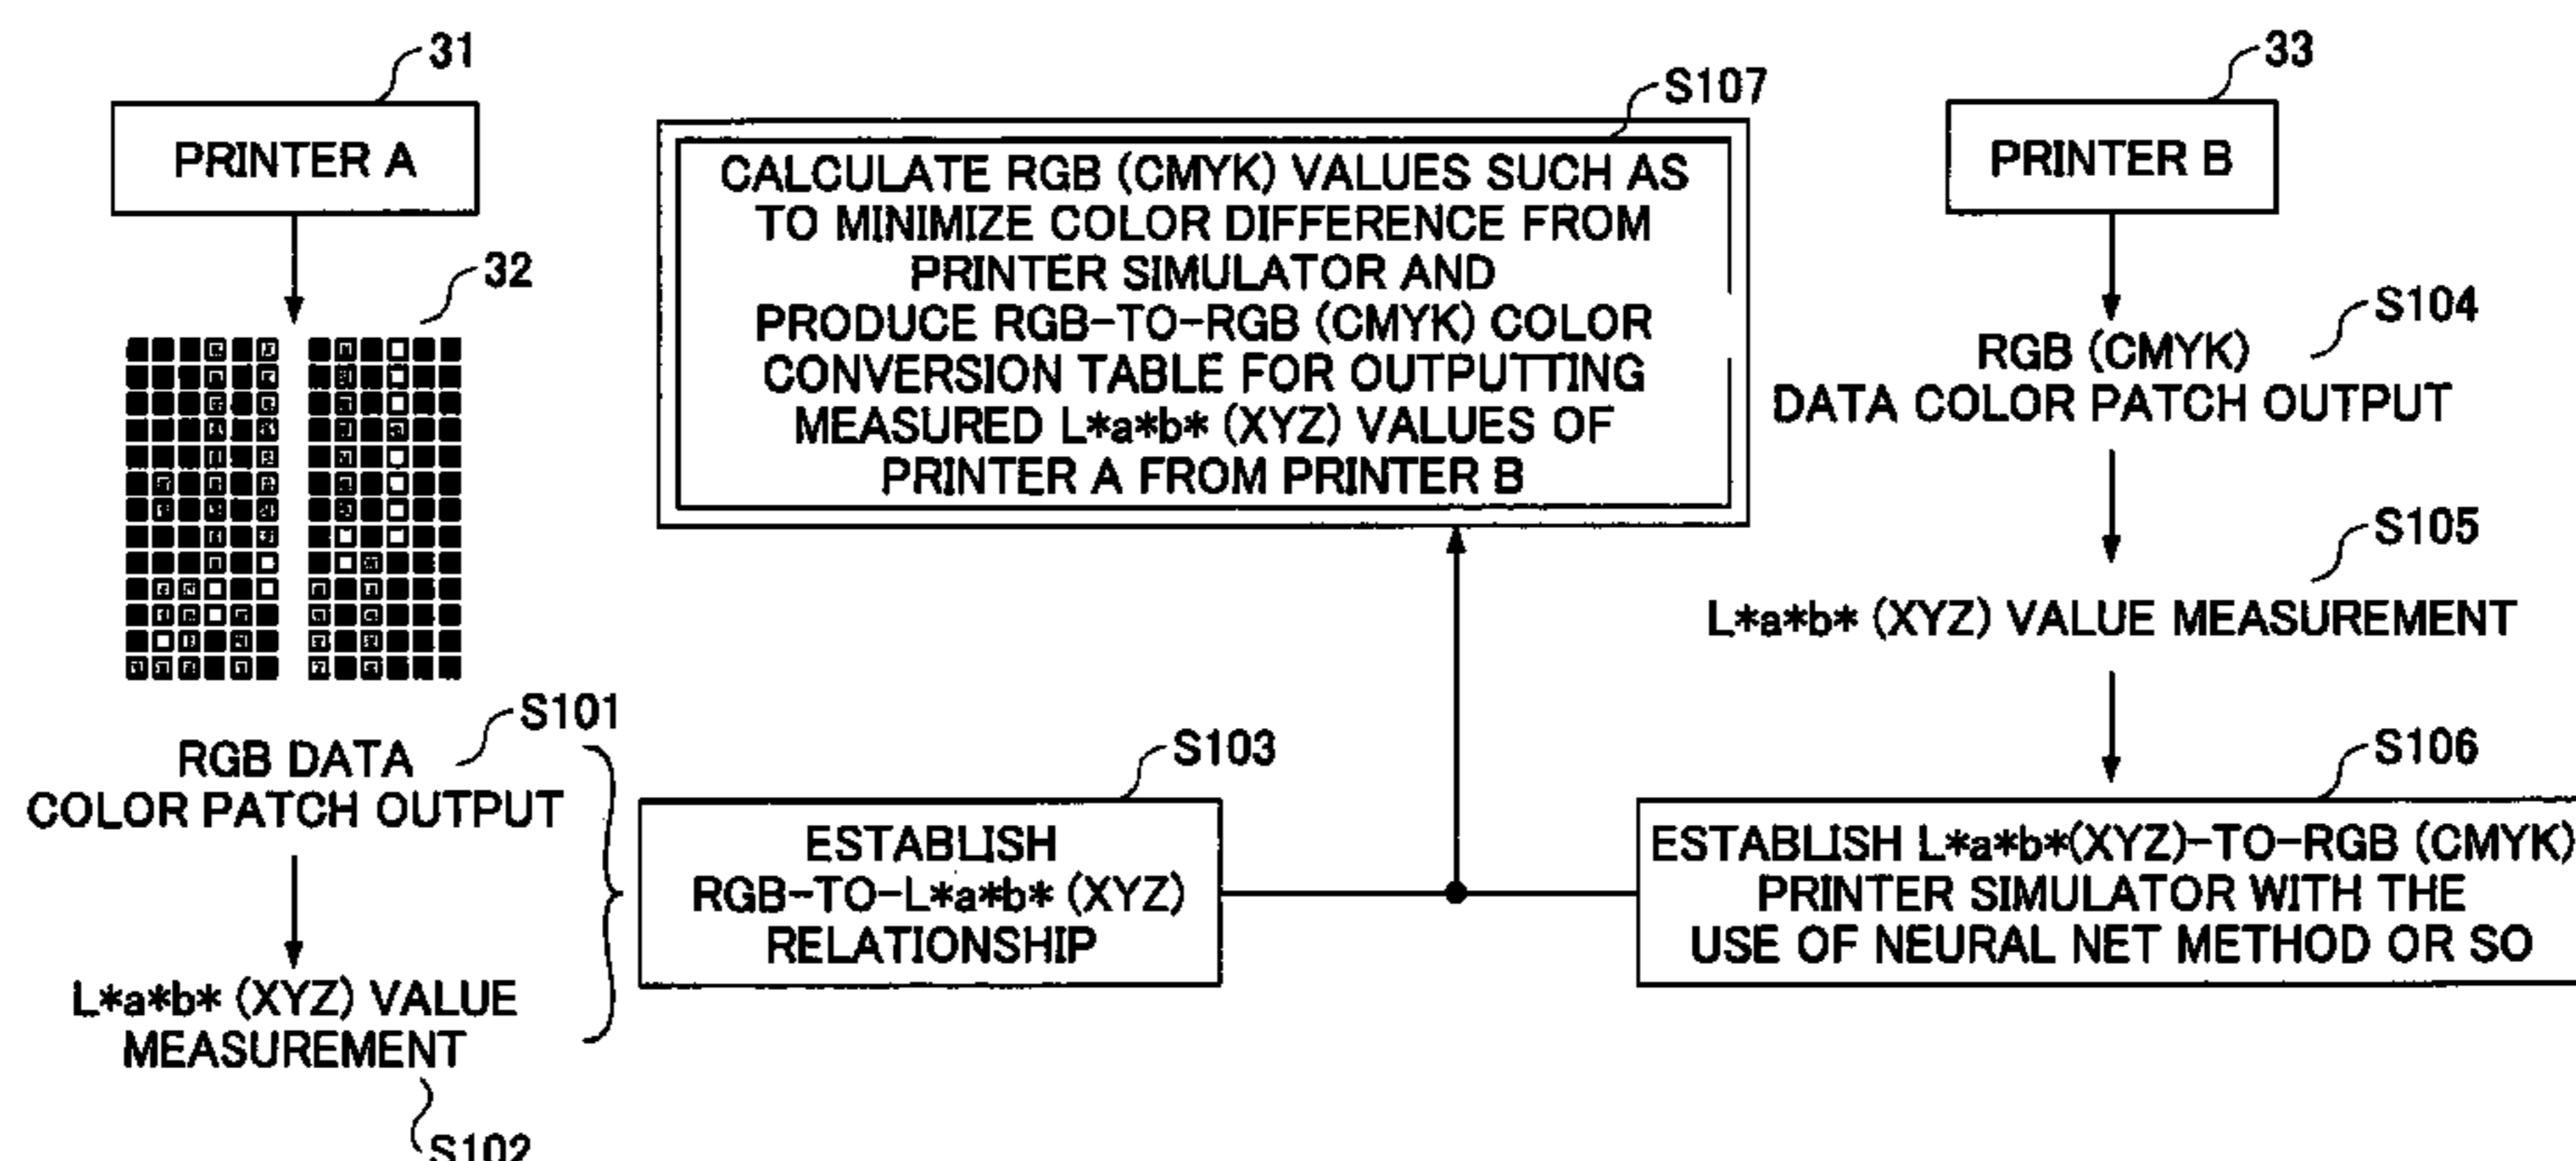 31
PRINTER A
32
S101
RGB DATA
COLOR PATCH OUTPUT
L*a*b* (XYZ) VALUE
MEASUREMENT
S102
S103
ESTABLISH
RGB-TO-L*a*b* (XYZ)
RELATIONSHIP
S107
CALCULATE RGB (CMYK) VALUES SUCH AS
TO MINIMIZE COLOR DIFFERENCE FROM
PRINTER SIMULATOR AND
PRODUCE RGB-TO-RGB (CMYK) COLOR
CONVERSION TABLE FOR OUTPUTTING
MEASURED L*a*b* (XYZ) VALUES OF
PRINTER A FROM PRINTER B
33
PRINTER B
S104
RGB (CMYK)
DATA COLOR PATCH OUTPUT
S105
L*a*b* (XYZ) VALUE MEASUREMENT
S106
ESTABLISH L*a*b*(XYZ)-TO-RGB (CMYK)
PRINTER SIMULATOR WITH THE
USE OF NEURAL NET METHOD OR SO